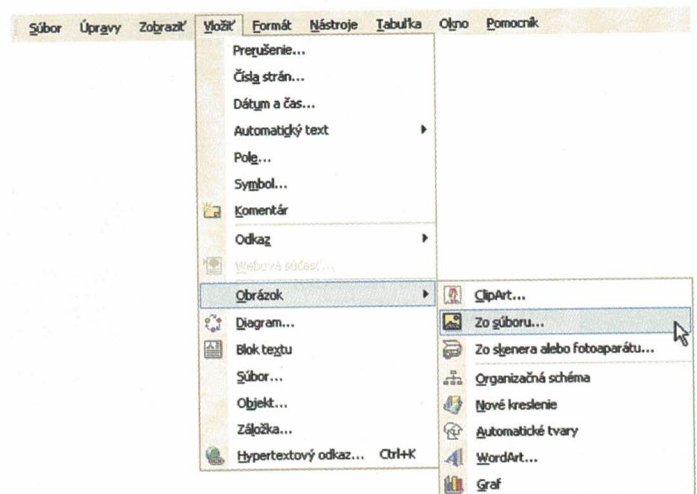 Súbor Úpravy Zobraziť Vložiť Formát Nástroje Tabuľka Okno Pomocník
Prerušenie...
Čísla strán...
Dátum a čas...
Automatický text
Pole...
Symbol...
Komentár
Odkaz
Webová súčasť...
Obrázok
Diagram...
Blok textu
Súbor...
Objekt...
Záložka...
Hypertextový odkaz... Ctrl+K
ClipArt...
Zo súboru...
Zo skenera alebo fotoaparátu...
Organizačná schéma
Nové kreslenie
Automatické tvary
WordArt...
Graf